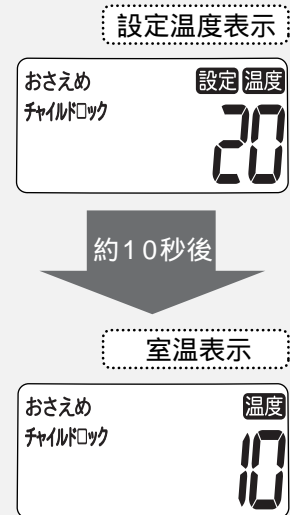 設定温度表示
おさえめ 設定 温度
チャイルドロック
20
約10秒後
室温表示
おさえめ 温度
チャイルドロック
10